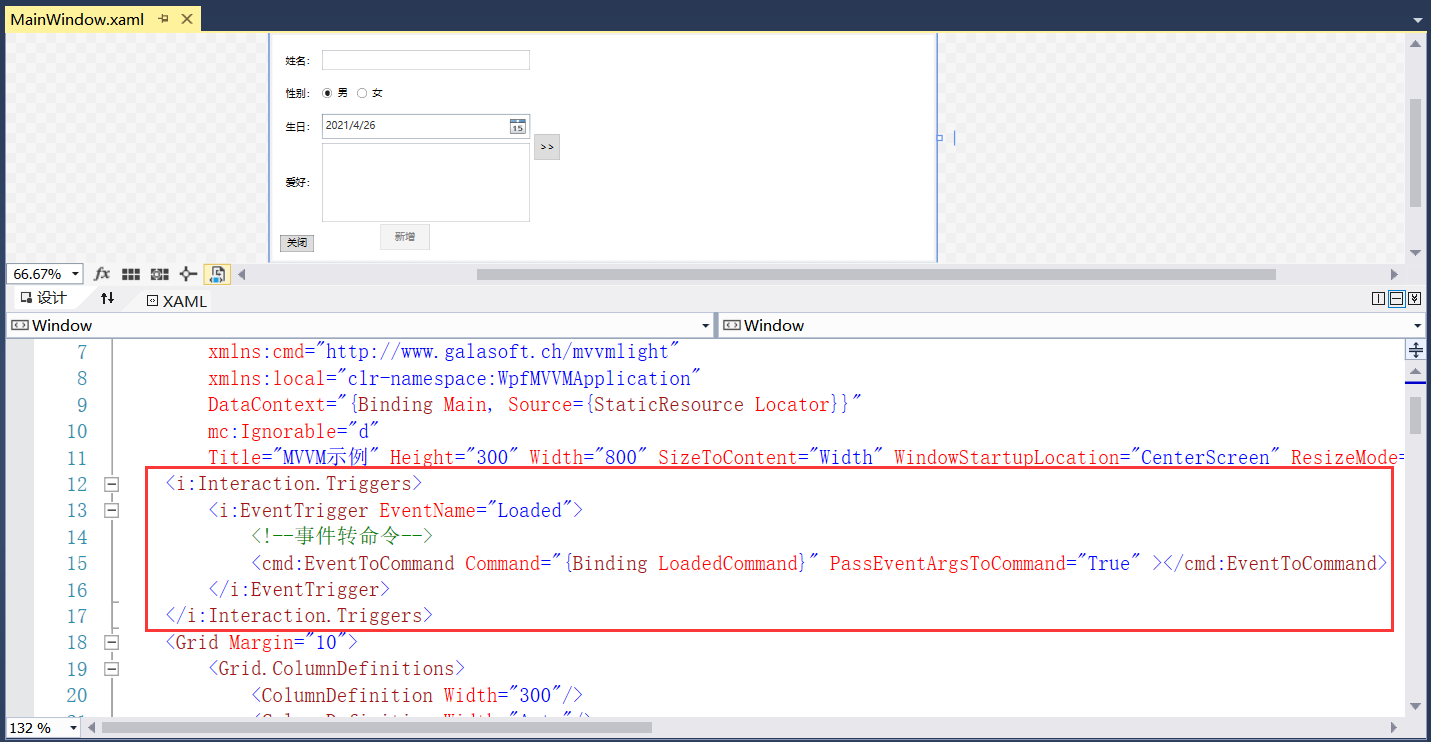 MainWindow.xaml
姓名:
性别: 男 女
生日: 2021/4/26 15
>>
爱好:
关闭 新增
66.67% fx
设计 XAML
Window Window
7 xmlns:cmd="http://www.galasoft.ch/mvvmlight"
8 xmlns:local="clr-namespace:WpfMVVMApplication"
9 DataContext="{Binding Main, Source={StaticResource Locator}}"
10 mc:Ignorable="d"
11 Title="MVVM示例" Height="300" Width="800" SizeToContent="Width" WindowStartupLocation="CenterScreen" ResizeMode=
12 <i:Interaction.Triggers>
13 <i:EventTrigger EventName="Loaded">
14 <!--事件转命令-->
15 <cmd:EventToCommand Command="{Binding LoadedCommand}" PassEventArgsToCommand="True" ></cmd:EventToCommand>
16 </i:EventTrigger>
17 </i:Interaction.Triggers>
18 <Grid Margin="10">
19 <Grid.ColumnDefinitions>
20 <ColumnDefinition Width="300"/>
132 %